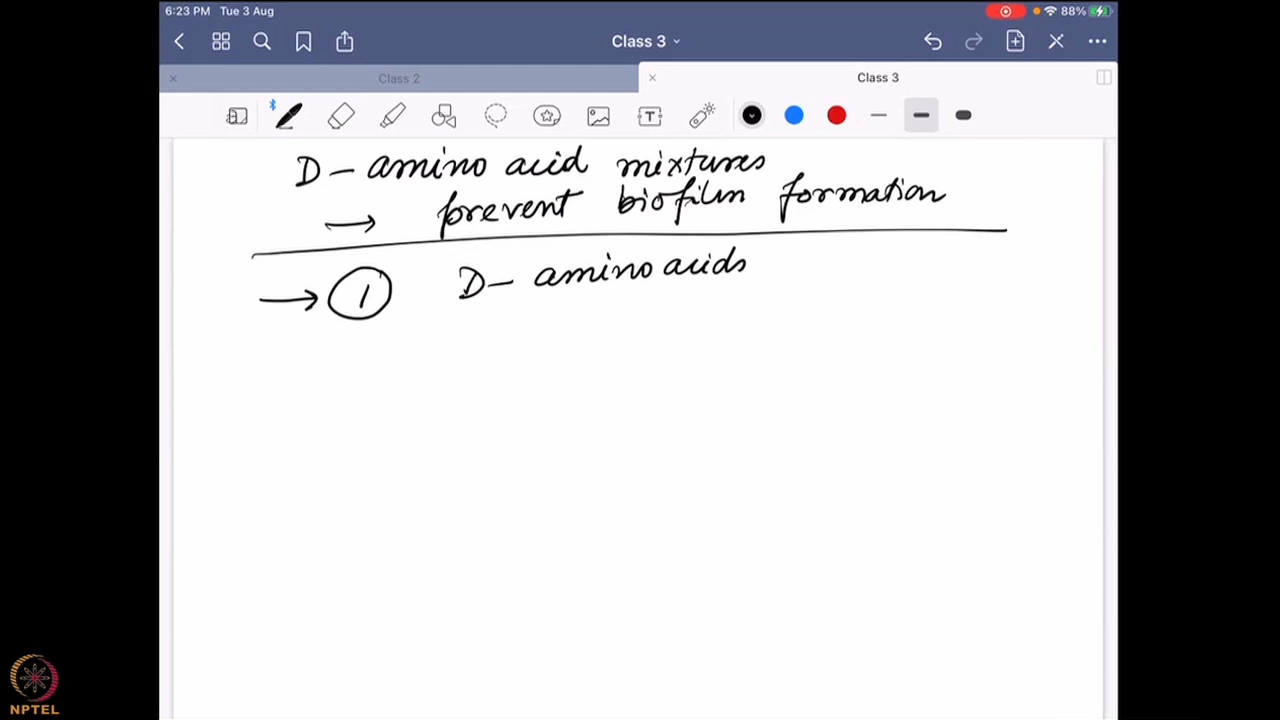 6:23 PM Tue 3 Aug 88%
Class 3
Class 2 Class 3
D- amino acid mixtures
→ prevent biofilm formation
→ 1 D- amino acids
NPTEL